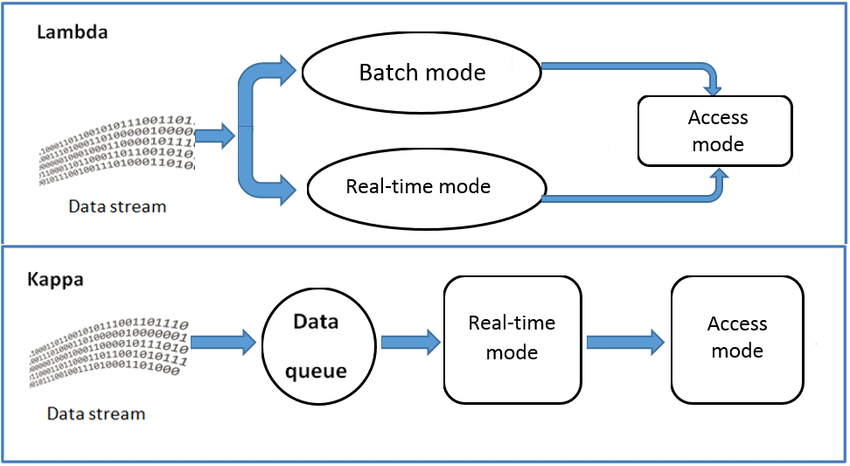 Lambda
Batch mode
Access
mode
Real-time mode
Data stream
Kappa
Data
queue
Real-time
mode
Access
mode
Data stream